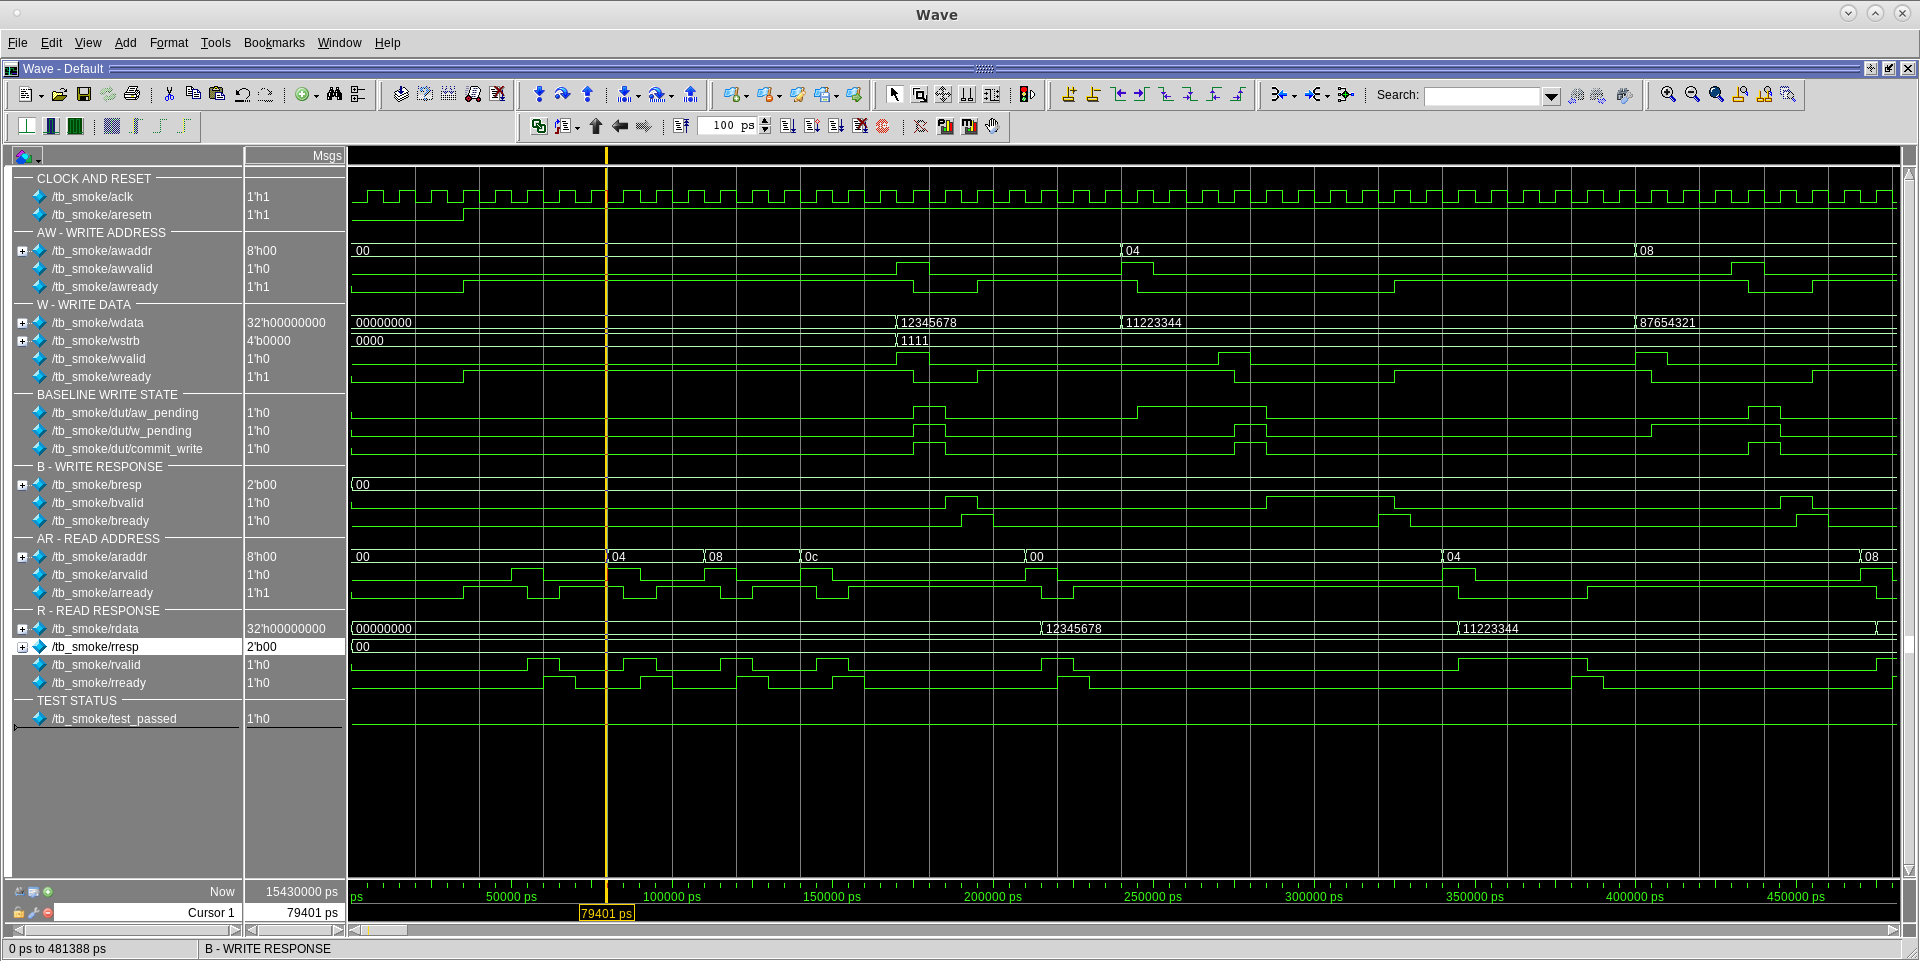 Wave
File Edit View Add Format Tools Bookmarks Window Help
Wave - Default
Search:
100 ps
Msgs
CLOCK AND RESET
/tb_smoke/aclk 1'h1
/tb_smoke/aresetn 1'h1
AW - WRITE ADDRESS
/tb_smoke/awaddr 8'h00 00 04 08
/tb_smoke/awvalid 1'h0
/tb_smoke/awready 1'h1
W - WRITE DATA
/tb_smoke/wdata 32'h00000000 00000000 12345678 11223344 87654321
/tb_smoke/wstrb 4'b0000 0000 1111
/tb_smoke/wvalid 1'h0
/tb_smoke/wready 1'h1
BASELINE WRITE STATE
/tb_smoke/dut/aw_pending 1'h0
/tb_smoke/dut/w_pending 1'h0
/tb_smoke/dut/commit_write 1'h0
B - WRITE RESPONSE
/tb_smoke/bresp 2'b00 00
/tb_smoke/bvalid 1'h0
/tb_smoke/bready 1'h0
AR - READ ADDRESS
/tb_smoke/araddr 8'h00 00 04 08 0c 00 04 08
/tb_smoke/arvalid 1'h0
/tb_smoke/arready 1'h1
R - READ RESPONSE
/tb_smoke/rdata 32'h00000000 00000000 12345678 11223344
/tb_smoke/rresp 2'b00 00
/tb_smoke/rvalid 1'h0
/tb_smoke/rready 1'h0
TEST STATUS
/tb_smoke/test_passed 1'h0
Now 15430000 ps ps 50000 ps 100000 ps 150000 ps 200000 ps 250000 ps 300000 ps 350000 ps 400000 ps 450000 ps
Cursor 1 79401 ps 79401 ps
0 ps to 481388 ps B - WRITE RESPONSE